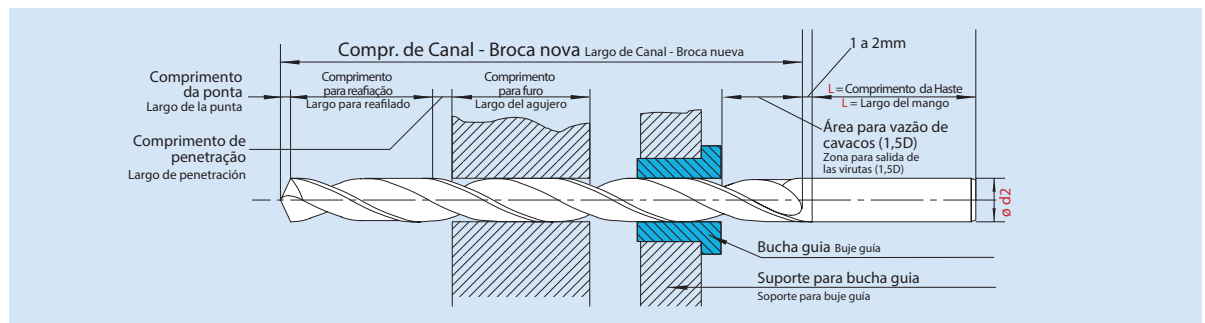 Compr. de Canal - Broca nova Largo de Canal - Broca nueva
1 a 2mm
Comprimento
da ponta
Largo de la punta
Comprimento
para reafiação
Largo para reafilado
Comprimento
para furo
Largo del agujero
L = Comprimento da Haste
L = Largo del mango
Comprimento de
penetração
Largo de penetración
Área para vazão de
cavacos (1,5D)
Zona para salida de
las virutas (1,5D)
ø d2
Bucha guia Buje guía
Suporte para bucha guia
Soporte para buje guía